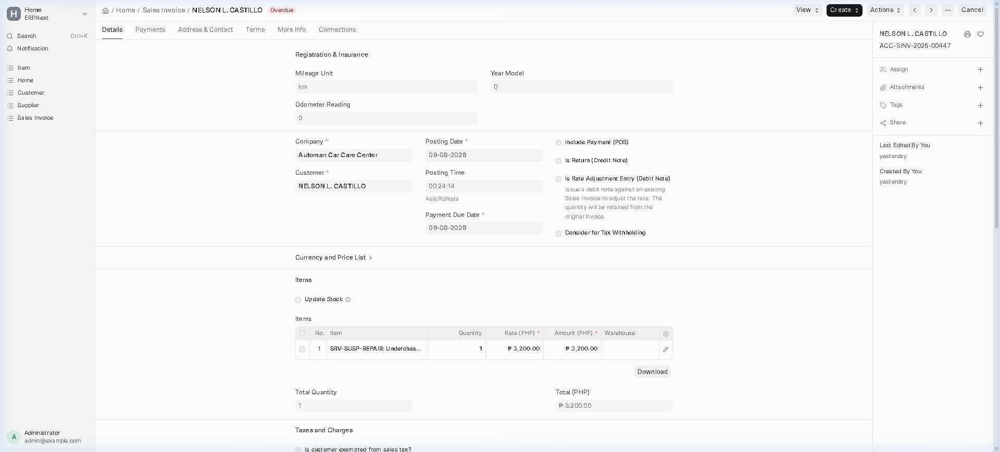 H
Home
ERPNext
Search
Ctrl+K
Notification
Item
Home
Customer
Supplier
Sales Invoice
A
Administrator
admin@example.com
/ Home / Sales Invoice / NELSON L. CASTILLO
Overdue
View
Create
Actions
Cancel
Details
Payments
Address & Contact
Terms
More Info
Connections
Registration & Insurance
Mileage Unit
km
Year Model
0
Odometer Reading
0
Company *
Automan Car Care Center
Customer *
NELSON L. CASTILLO
Posting Date *
09-08-2026
Posting Time
00:24:14
Asia/Kolkata
Payment Due Date *
09-08-2026
Include Payment (POS)
Is Return (Credit Note)
Is Rate Adjustment Entry (Debit Note)
Issue a debit note against an existing
Sales Invoice to adjust the rate. The
quantity will be retained from the
original invoice.
Consider for Tax Withholding
Currency and Price List
Items
Update Stock
Items
No. Item Quantity Rate (PHP) * Amount (PHP) * Warehouse
1 SRV-SUSP-REPAIR: Underchas... 1 ₱ 3,200.00 ₱ 3,200.00
Download
Total Quantity
1
Total (PHP)
₱ 3,200.00
Taxes and Charges
Is customer exempted from sales tax?
NELSON L. CASTILLO
ACC-SINV-2026-00447
Assign
Attachments
Tags
Share
Last Edited By You
yesterday
Created By You
yesterday